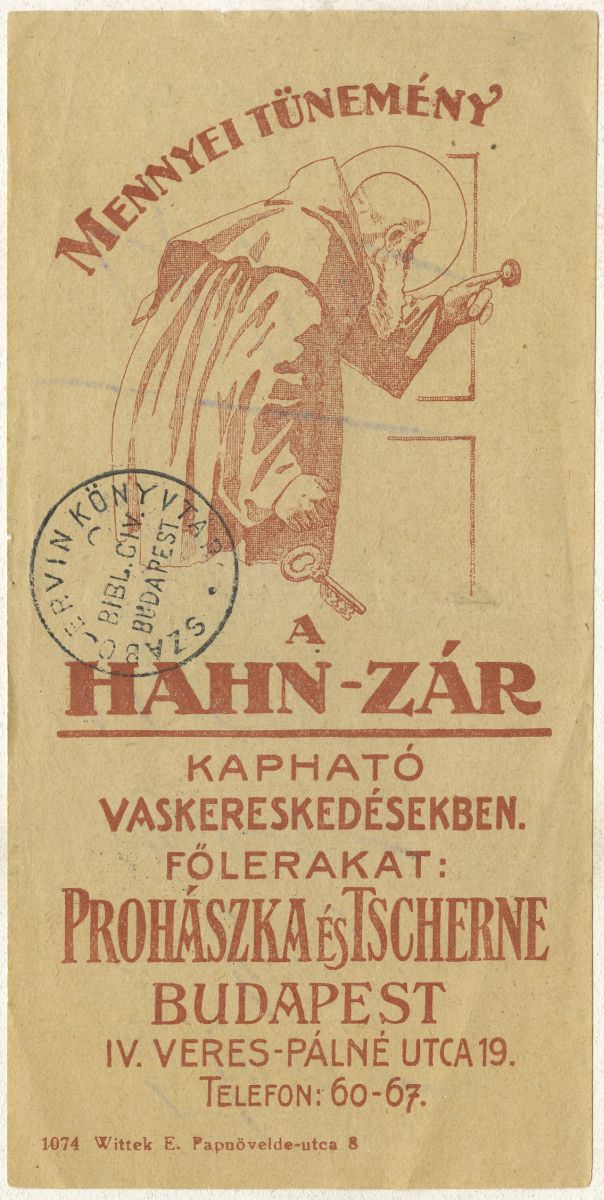 MENNYEI TÜNEMÉNY
SZABÓ ERVIN KÖNYVTÁR
BIBL. CIV.
BUDAPEST
A
HAHN-ZÁR
KAPHATÓ
VASKERESKEDÉSEKBEN.
FŐLERAKAT:
PROHÁSZKA ÉS TSCHERNE
BUDAPEST
IV. VERES-PÁLNÉ UTCA 19.
TELEFON: 60-67.
1074 Wittek E. Papnövelde-utca 8